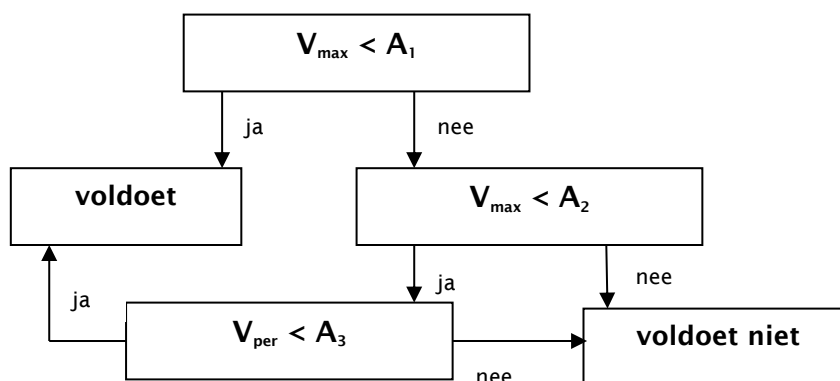 Vmax < A1
ja
nee
voldoet
Vmax < A2
ja
ja
nee
Vper < A3
voldoet niet
nee